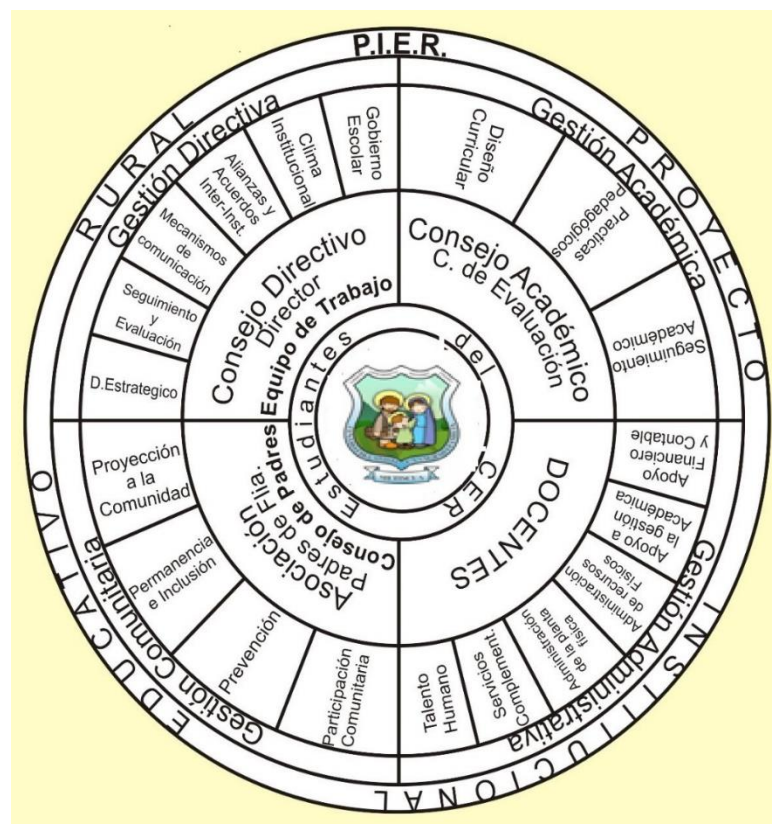 P.I.E.R.
PROYECTO
INSTITUCIONAL
EDUCATIVO
RURAL
Gestión Directiva
D.Estrategico
Seguimiento
y
Evaluación
Mecanismos
de
comunicación
Alianzas y
Acuerdos
Inter-Inst.
Clima
Institucional
Gobierno
Escolar
Consejo Directivo
Director
Equipo de Trabajo
Gestión Académica
Diseño
Curricular
Practicas
Pedagógicos
Seguimiento
Académico
Consejo Académico
C. de Evaluación
Gestión Administrativa
Apoyo
Financiero
y Contable
Apoyo a
la gestión
Académica
Administración
de recursos
Físicos
Administración
de la planta
física
Servicios
Complement.
Talento
Humano
DOCENTES
Gestión Comunitaria
Proyección
a la
Comunidad
Permanencia
e Inclusión
Prevención
Participación
Comunitaria
Asociación
Padres de Flia.
Consejo de Padres
Estudiantes del CER